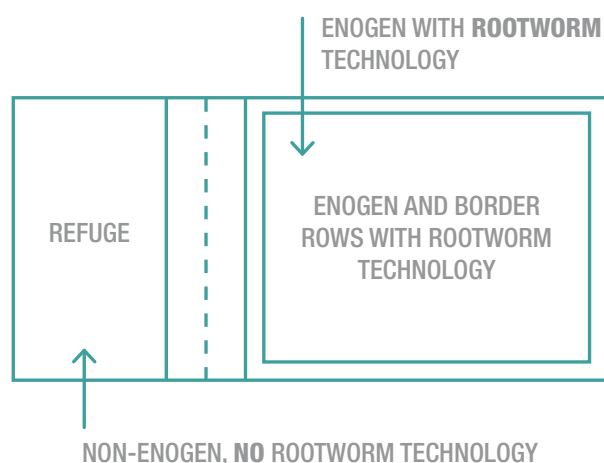 ENOGEN WITH ROOTWORM
TECHNOLOGY
REFUGE
ENOGEN AND BORDER
ROWS WITH ROOTWORM
TECHNOLOGY
NON-ENOGEN, NO ROOTWORM TECHNOLOGY